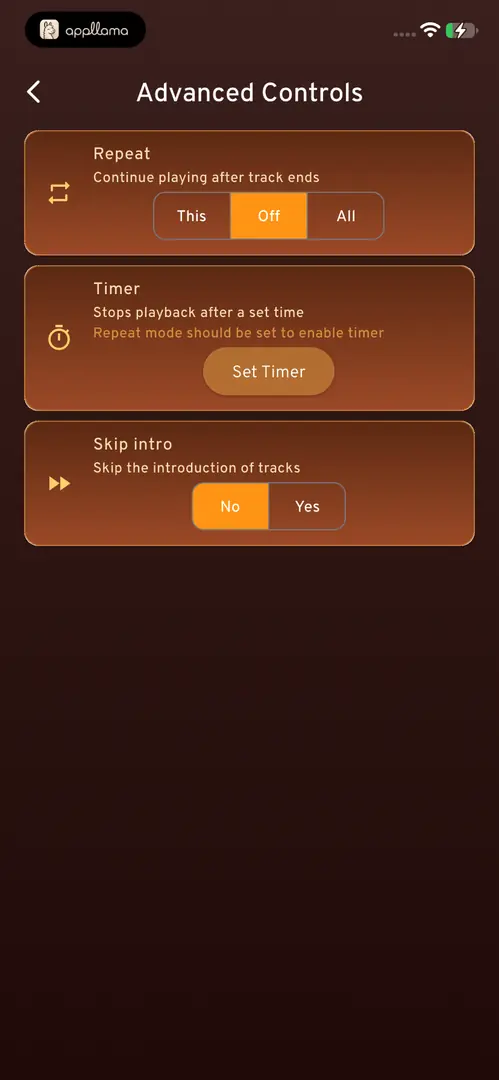 appllama
Advanced Controls
Repeat
Continue playing after track ends
This Off All
Timer
Stops playback after a set time
Repeat mode should be set to enable timer
Set Timer
Skip intro
Skip the introduction of tracks
No Yes